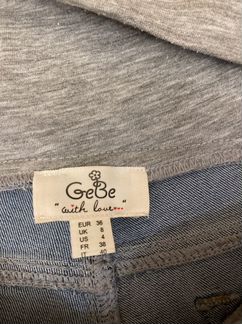 GeBe
"with love..."
EUR 36
UK 8
US 4
FR 38
IT 40